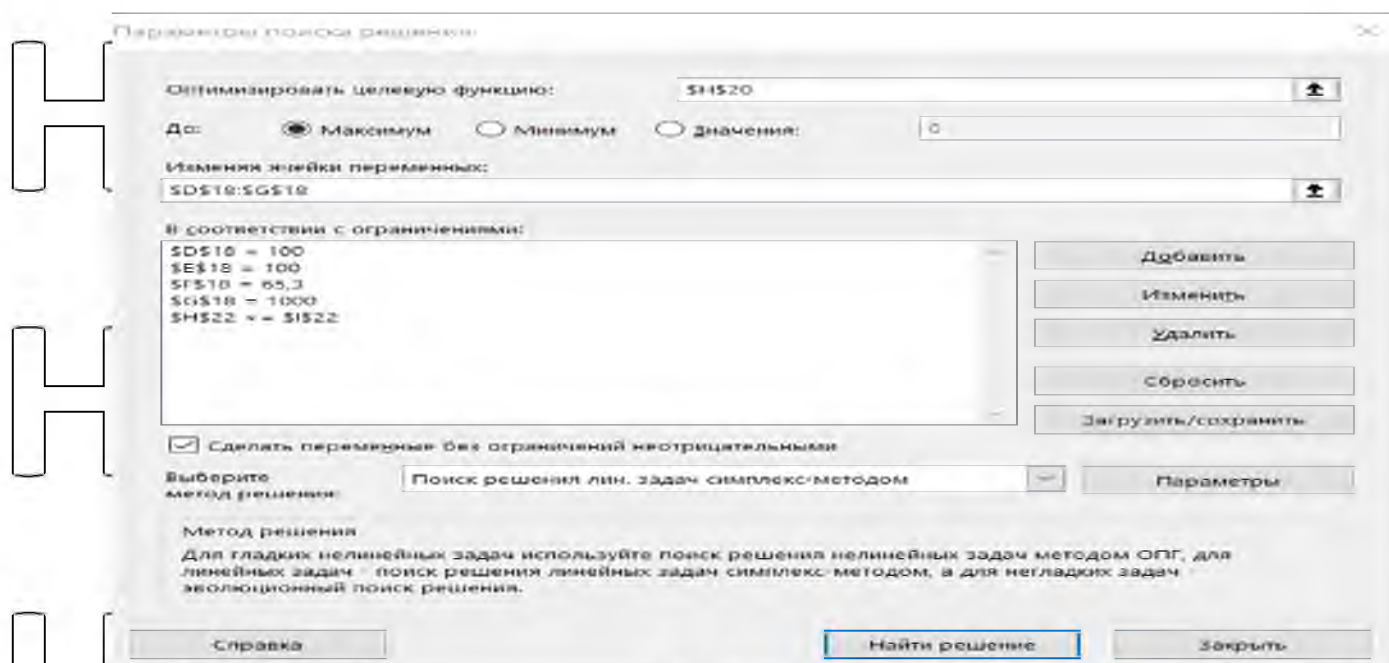 Параметры поиска решения
Оптимизировать целевую функцию: $H$20
До: Максимум Минимум Значения: 0
Изменяя ячейки переменных:
$D$18:$G$18
В соответствии с ограничениями:
$D$18 = 100
$E$18 = 100
$F$18 = 65,3
$G$18 = 1000
$H$22 <= $I$22
Добавить
Изменить
Удалить
Сбросить
Загрузить/сохранить
Сделать переменные без ограничений неотрицательными
Выберите метод решения: Поиск решения лин. задач симплекс-методом Параметры
Метод решения
Для гладких нелинейных задач используйте поиск решения нелинейных задач методом ОПГ, для
линейных задач - поиск решения линейных задач симплекс-методом, а для негладких задач -
эволюционный поиск решения.
Справка Найти решение Закрыть